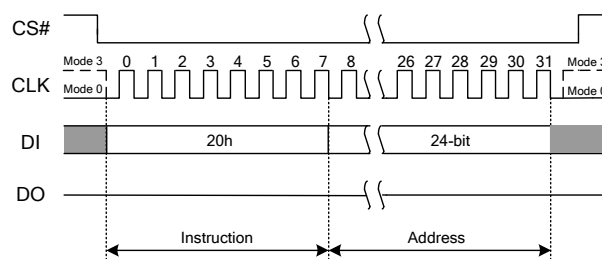 CS#
Mode 3 0 1 2 3 4 5 6 7 8 26 27 28 29 30 31 Mode 3
CLK
Mode 0 Mode 0
DI 20h 24-bit
DO
Instruction Address